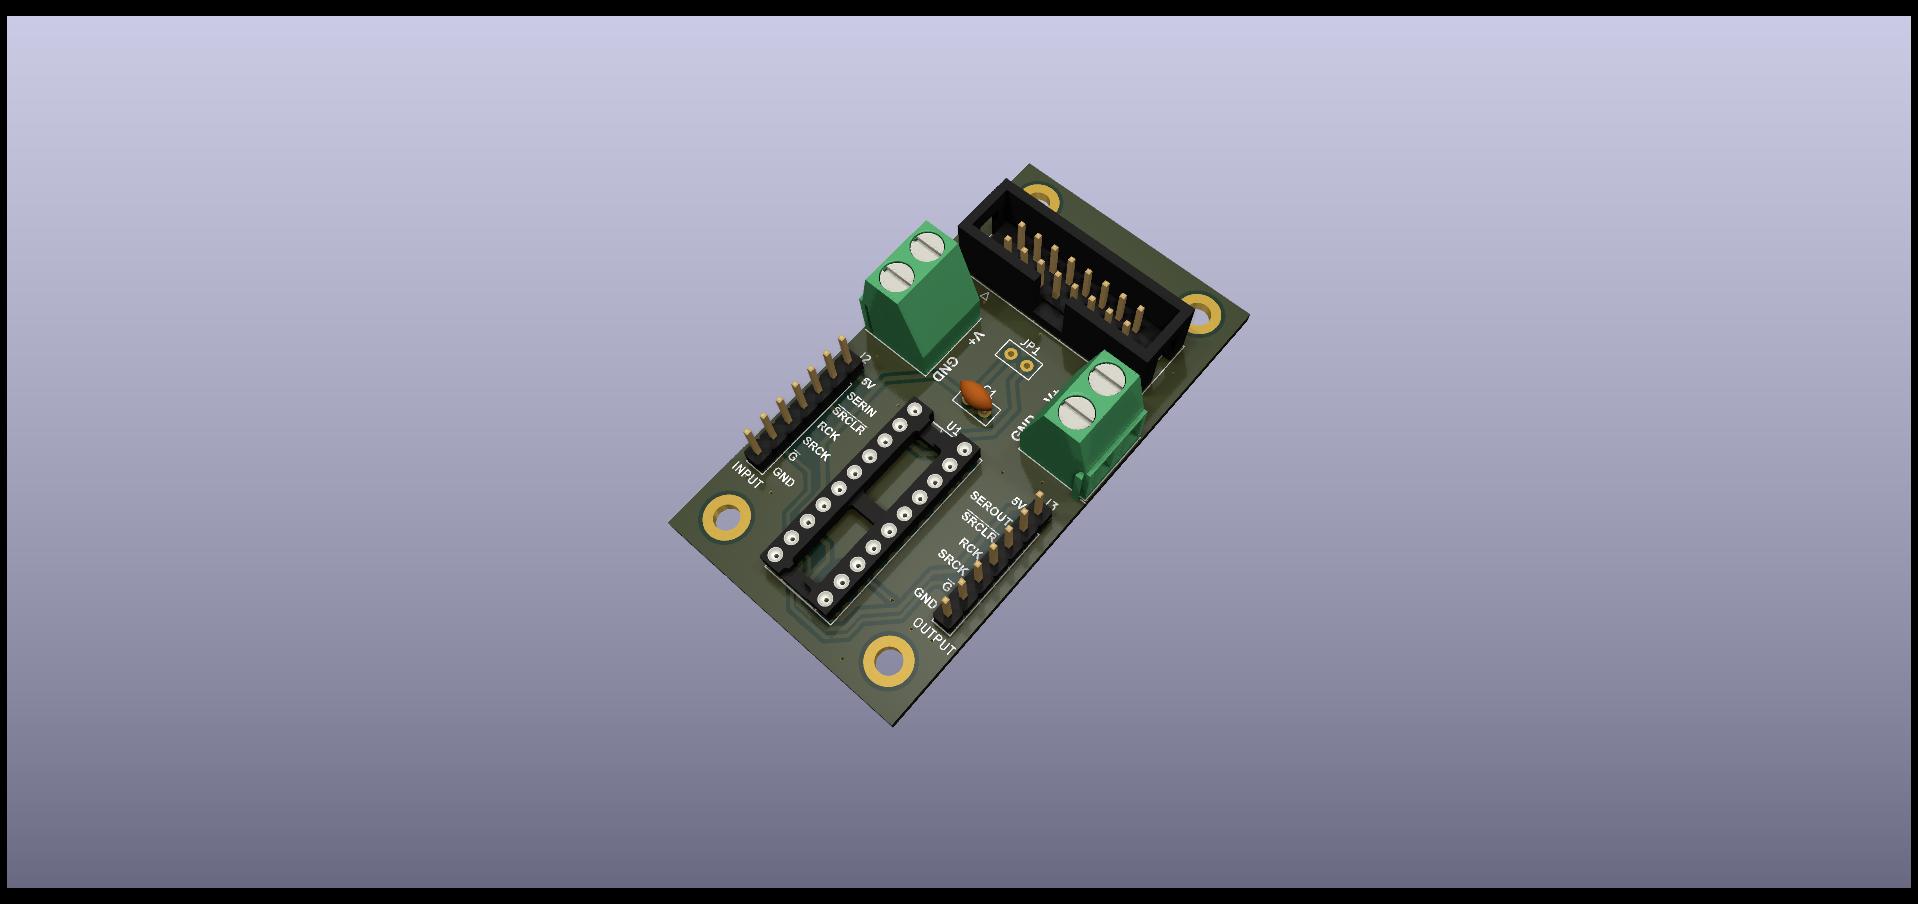 V+
GND
JP1
V+
GND
J2
5V
SERIN
SRCLR
RCK
SRCK
G
GND
INPUT
U1
J3
5V
SEROUT
SRCLR
RCK
SRCK
G
GND
OUTPUT